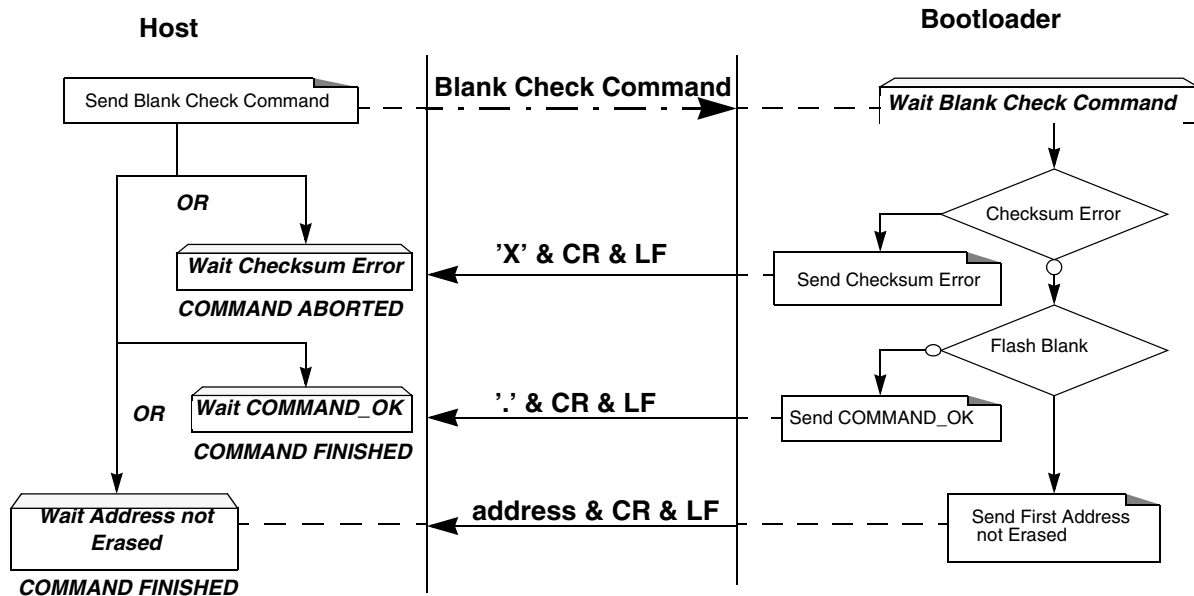 Host
Bootloader
Send Blank Check Command
Blank Check Command
Wait Blank Check Command
OR
Checksum Error
Wait Checksum Error
’X’ & CR & LF
Send Checksum Error
COMMAND ABORTED
Flash Blank
OR
Wait COMMAND_OK
’.’ & CR & LF
Send COMMAND_OK
COMMAND FINISHED
Wait Address not
Erased
address & CR & LF
Send First Address
not Erased
COMMAND FINISHED